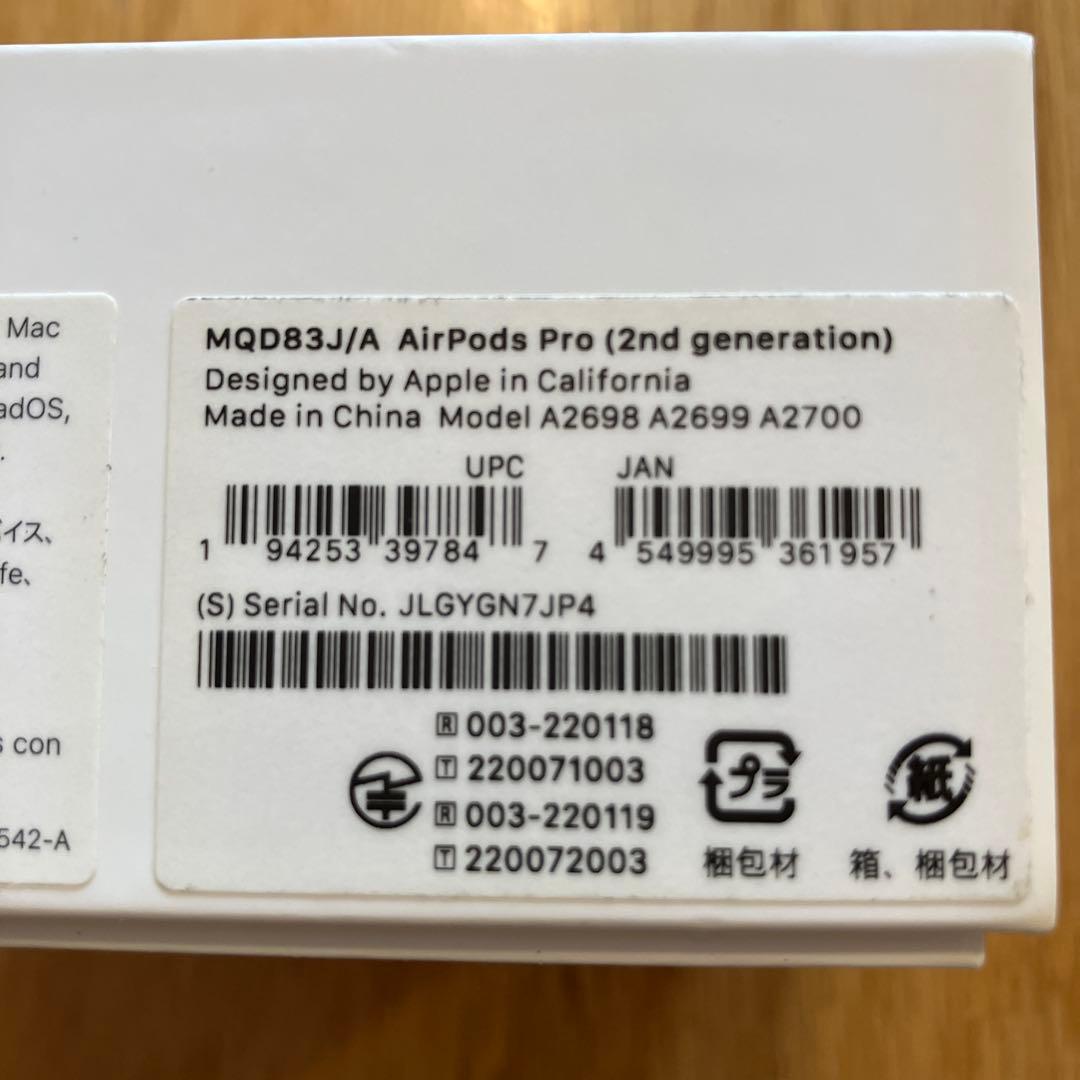 Mac
and
adOS,
イス、
fe、
s con
542-A
MQD83J/A AirPods Pro (2nd generation)
Designed by Apple in California
Made in China Model A2698 A2699 A2700
UPC JAN
1 94253 39784 7 4 549995 361957
(S) Serial No. JLGYGN7JP4
R 003-220118
T 220071003
R 003-220119
T 220072003
プラ
梱包材
紙
箱、梱包材